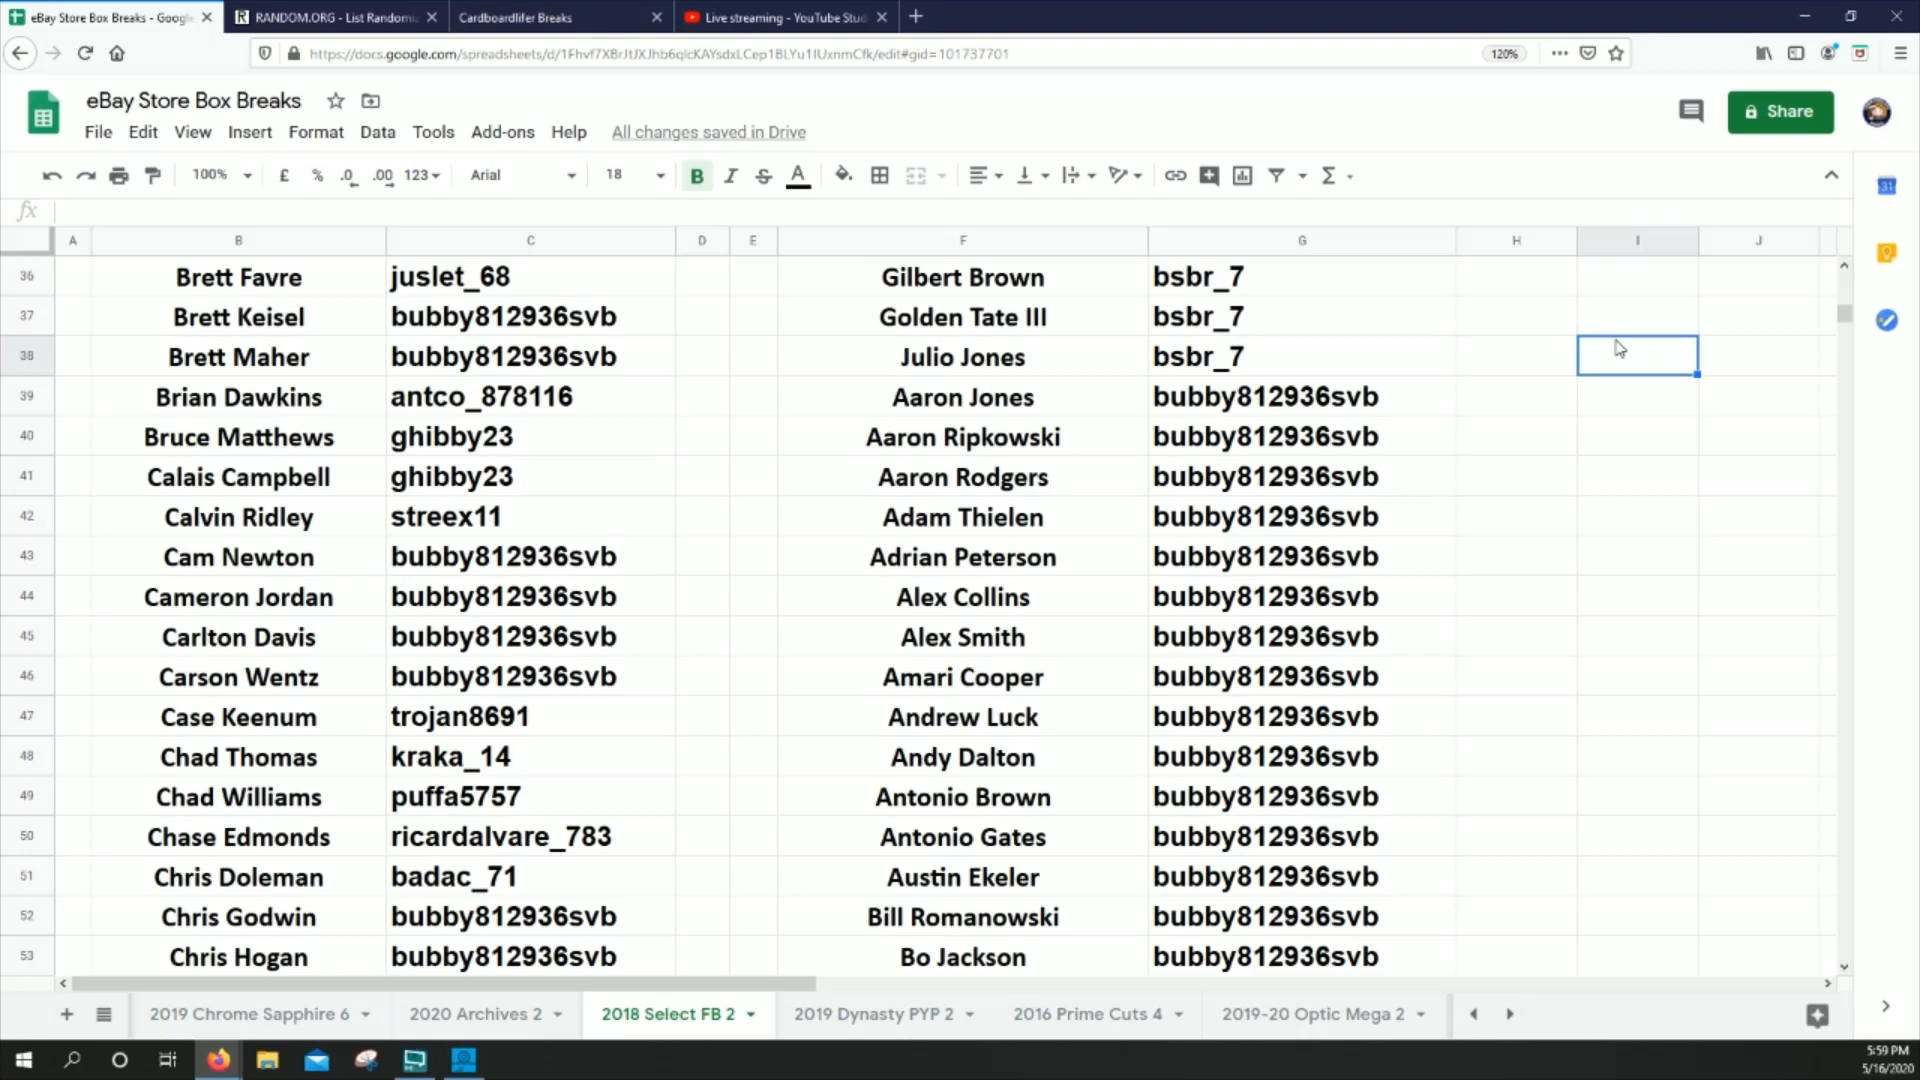 eBay Store Box Breaks - Google
RANDOM.ORG - List Randomi
Cardboardlifer Breaks
Live streaming - YouTube Stud
120%
eBay Store Box Breaks
Share
File Edit View Insert Format Data Tools Add-ons Help All changes saved in Drive
100% £ % .0 .00 123 Arial 18 B I S A
fx
A B C D E F G H I J
36 Brett Favre juslet_68 Gilbert Brown bsbr_7
37 Brett Keisel bubby812936svb Golden Tate III bsbr_7
38 Brett Maher bubby812936svb Julio Jones bsbr_7
39 Brian Dawkins antco_878116 Aaron Jones bubby812936svb
40 Bruce Matthews ghibby23 Aaron Ripkowski bubby812936svb
41 Calais Campbell ghibby23 Aaron Rodgers bubby812936svb
42 Calvin Ridley streex11 Adam Thielen bubby812936svb
43 Cam Newton bubby812936svb Adrian Peterson bubby812936svb
44 Cameron Jordan bubby812936svb Alex Collins bubby812936svb
45 Carlton Davis bubby812936svb Alex Smith bubby812936svb
46 Carson Wentz bubby812936svb Amari Cooper bubby812936svb
47 Case Keenum trojan8691 Andrew Luck bubby812936svb
48 Chad Thomas kraka_14 Andy Dalton bubby812936svb
49 Chad Williams puffa5757 Antonio Brown bubby812936svb
50 Chase Edmonds ricardalvare_783 Antonio Gates bubby812936svb
51 Chris Doleman badac_71 Austin Ekeler bubby812936svb
52 Chris Godwin bubby812936svb Bill Romanowski bubby812936svb
53 Chris Hogan bubby812936svb Bo Jackson bubby812936svb
2019 Chrome Sapphire 6 2020 Archives 2 2018 Select FB 2 2019 Dynasty PYP 2 2016 Prime Cuts 4 2019-20 Optic Mega 2
5:59 PM
5/16/2020